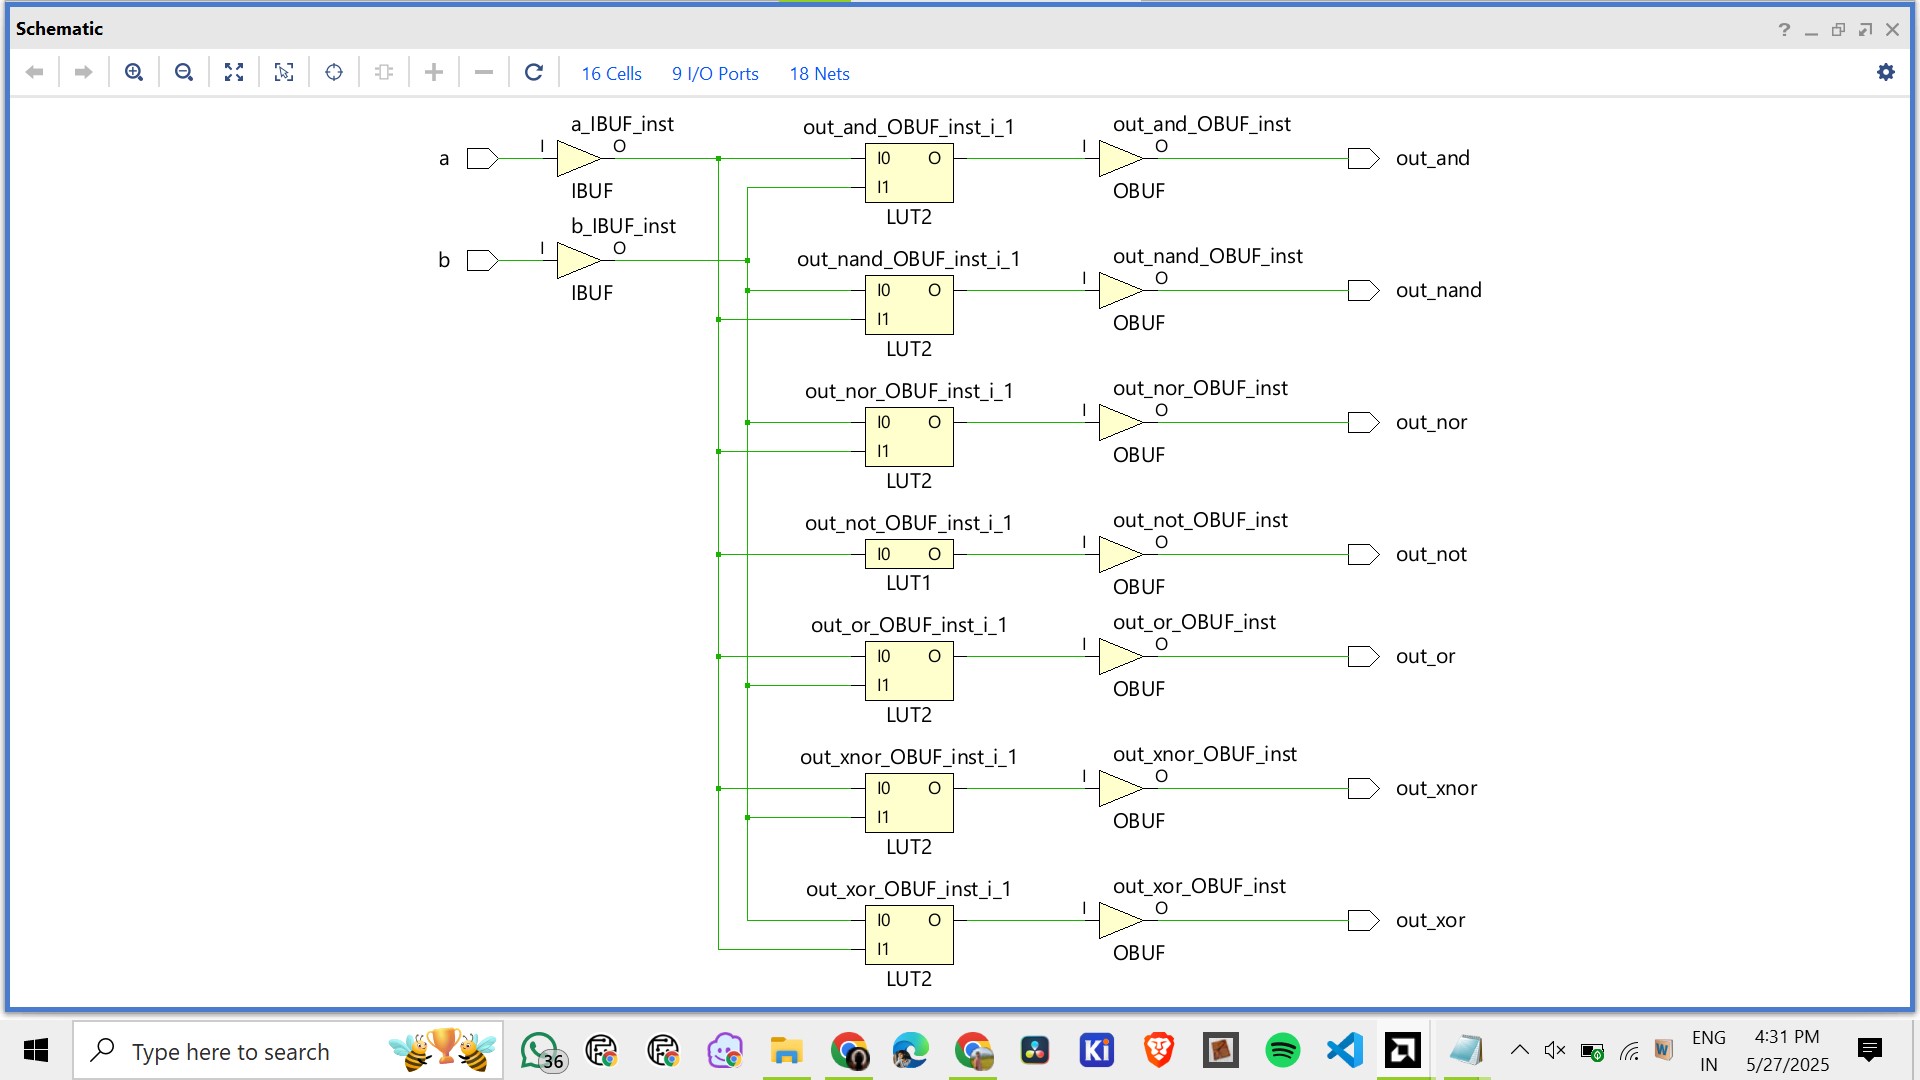 Schematic
16 Cells 9 I/O Ports 18 Nets
a_IBUF_inst
a I O
IBUF
b_IBUF_inst
b I O
IBUF
out_and_OBUF_inst_i_1
I0 O
I1
LUT2
out_and_OBUF_inst
I O
OBUF
out_and
out_nand_OBUF_inst_i_1
I0 O
I1
LUT2
out_nand_OBUF_inst
I O
OBUF
out_nand
out_nor_OBUF_inst_i_1
I0 O
I1
LUT2
out_nor_OBUF_inst
I O
OBUF
out_nor
out_not_OBUF_inst_i_1
I0 O
LUT1
out_not_OBUF_inst
I O
OBUF
out_not
out_or_OBUF_inst_i_1
I0 O
I1
LUT2
out_or_OBUF_inst
I O
OBUF
out_or
out_xnor_OBUF_inst_i_1
I0 O
I1
LUT2
out_xnor_OBUF_inst
I O
OBUF
out_xnor
out_xor_OBUF_inst_i_1
I0 O
I1
LUT2
out_xor_OBUF_inst
I O
OBUF
out_xor
Type here to search
36
Ki
W
ENG
IN
4:31 PM
5/27/2025